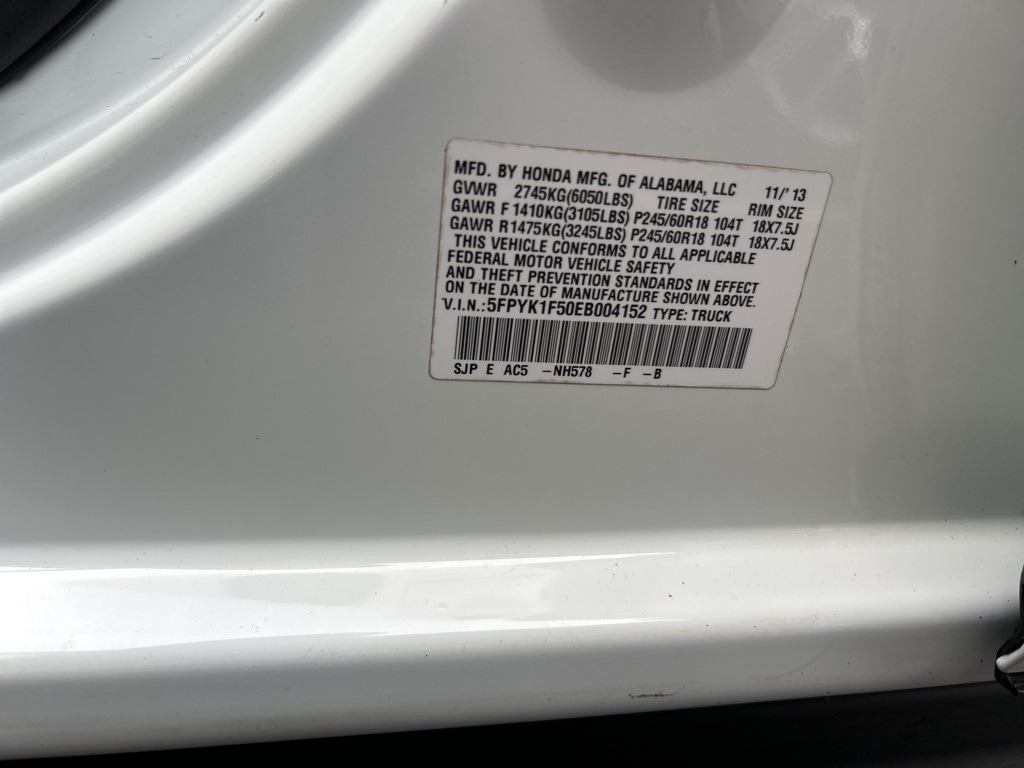 MFD. BY HONDA MFG. OF ALABAMA, LLC 11/'13
GVWR 2745KG(6050LBS) TIRE SIZE RIM SIZE
GAWR F 1410KG(3105LBS) P245/60R18 104T 18X7.5J
GAWR R1475KG(3245LBS) P245/60R18 104T 18X7.5J
THIS VEHICLE CONFORMS TO ALL APPLICABLE
FEDERAL MOTOR VEHICLE SAFETY
AND THEFT PREVENTION STANDARDS IN EFFECT
ON THE DATE OF MANUFACTURE SHOWN ABOVE.
V.I.N.:5FPYK1F50EB004152 TYPE: TRUCK
SJP E AC5 -NH578 -F -B